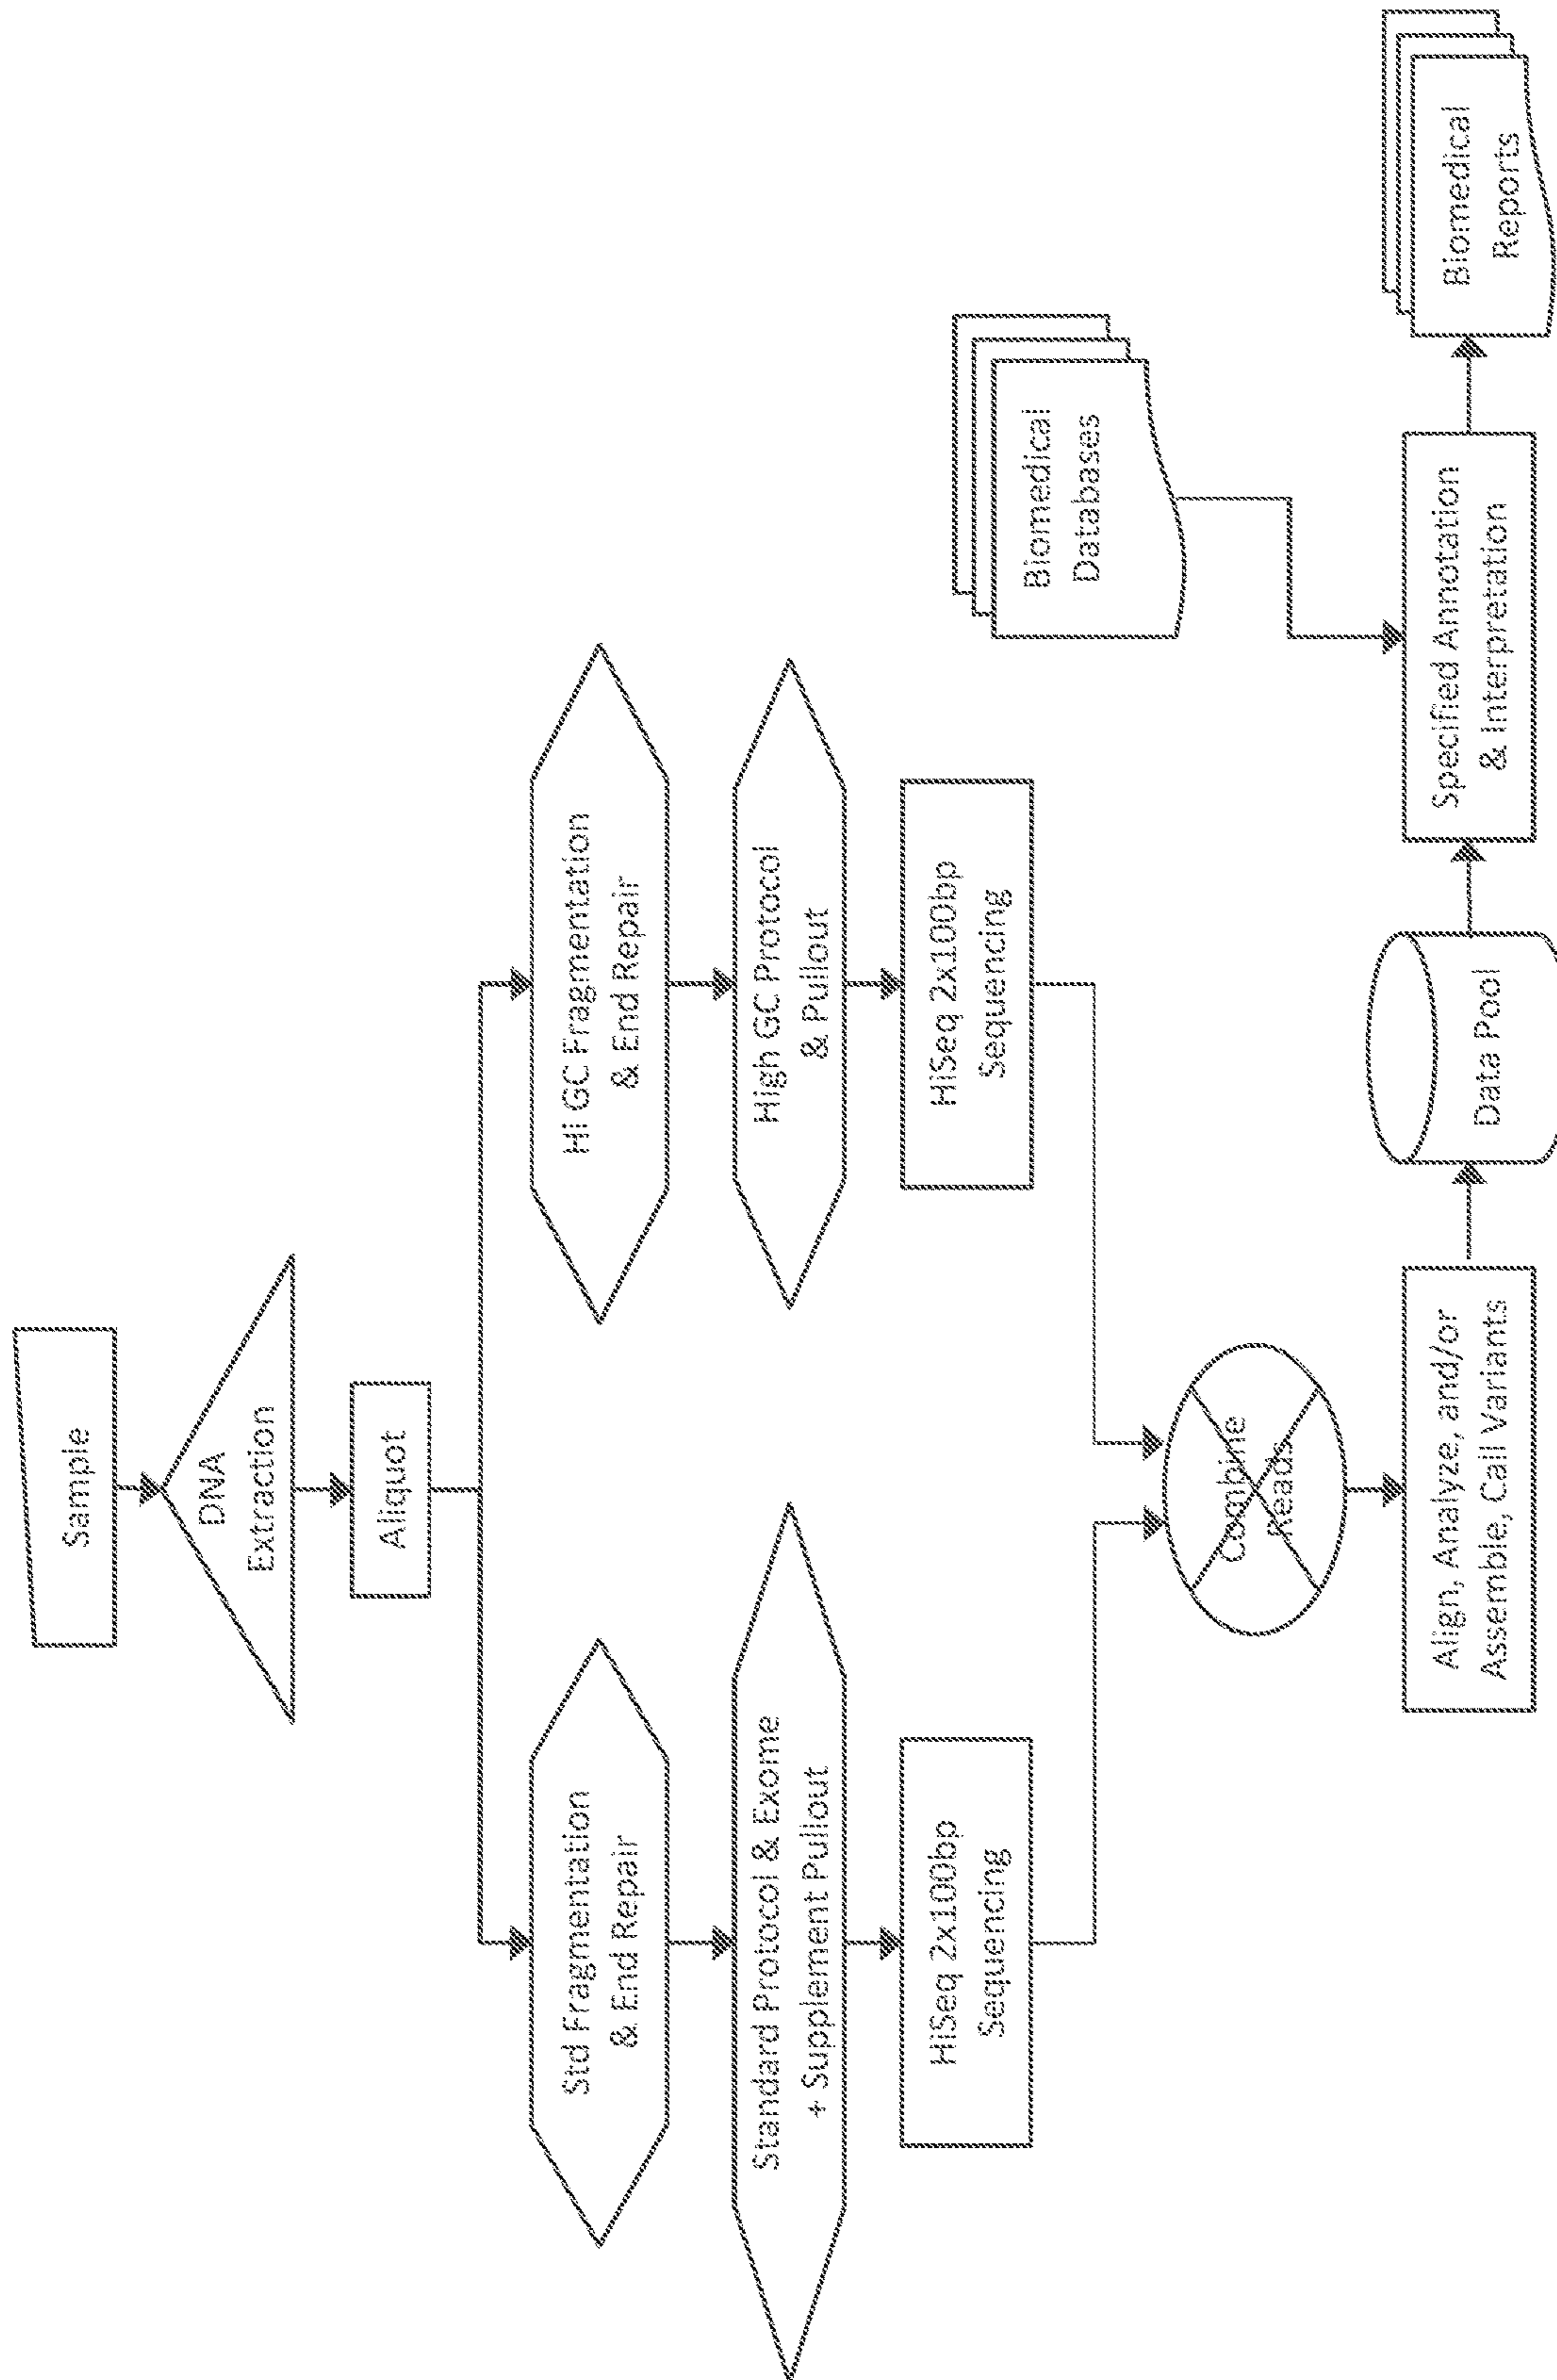 Sample
DNA
Extraction
Aliquot
Std Fragmentation
& End Repair
Hi GC Fragmentation
& End Repair
Standard Protocol & Exome
+ Supplement Pullout
High GC Protocol
& Pullout
HiSeq 2x100bp
Sequencing
HiSeq 2x100bp
Sequencing
Combine
Reads
Biomedical
Databases
Align, Analyze, and/or
Assemble, Call Variants
Data Pool
Specified Annotation
& Interpretation
Biomedical
Reports